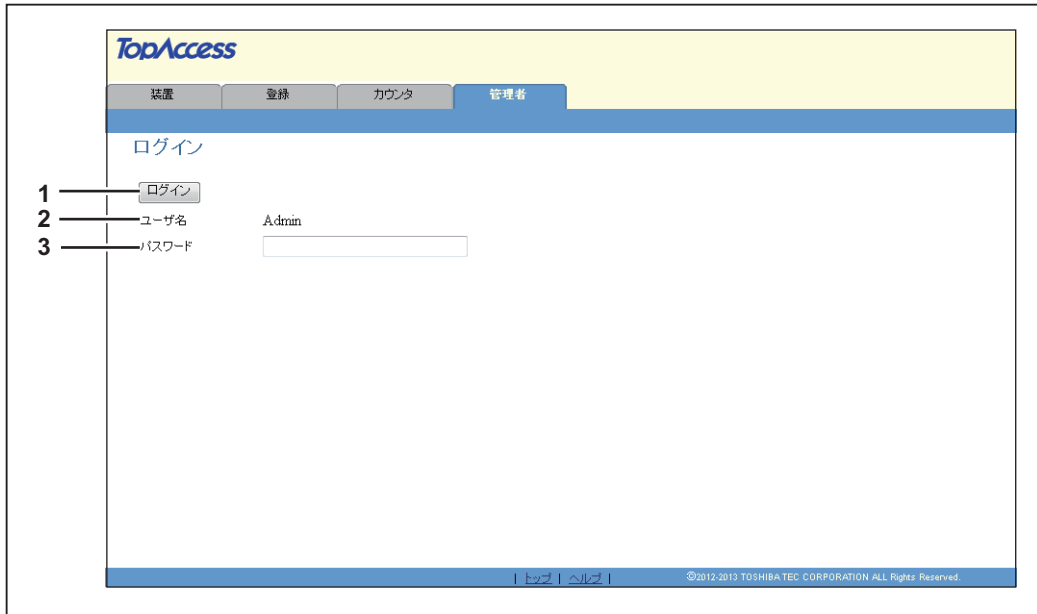 TopAccess
装置 登録 カウンタ 管理者
ログイン
1 ログイン
2 ユーザ名 Admin
3 パスワード
| トップ | ヘルプ | ©2012-2013 TOSHIBA TEC CORPORATION ALL Rights Reserved.